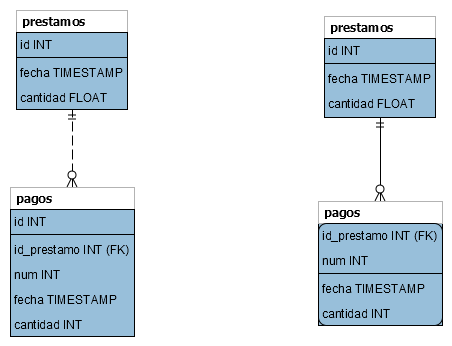 prestamos
id INT
fecha TIMESTAMP
cantidad FLOAT
pagos
id INT
id_prestamo INT (FK)
num INT
fecha TIMESTAMP
cantidad INT
prestamos
id INT
fecha TIMESTAMP
cantidad FLOAT
pagos
id_prestamo INT (FK)
num INT
fecha TIMESTAMP
cantidad INT